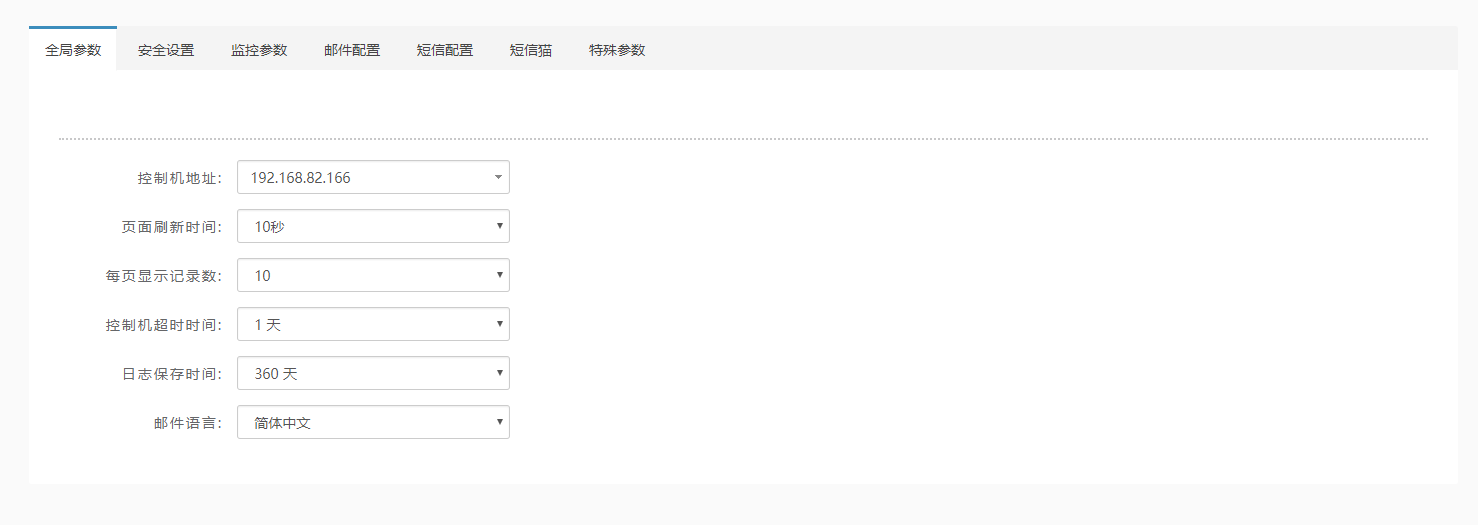 全局参数 安全设置 监控参数 邮件配置 短信配置 短信猫 特殊参数
控制机地址: 192.168.82.166
页面刷新时间: 10秒
每页显示记录数: 10
控制机超时时间: 1 天
日志保存时间: 360 天
邮件语言: 简体中文